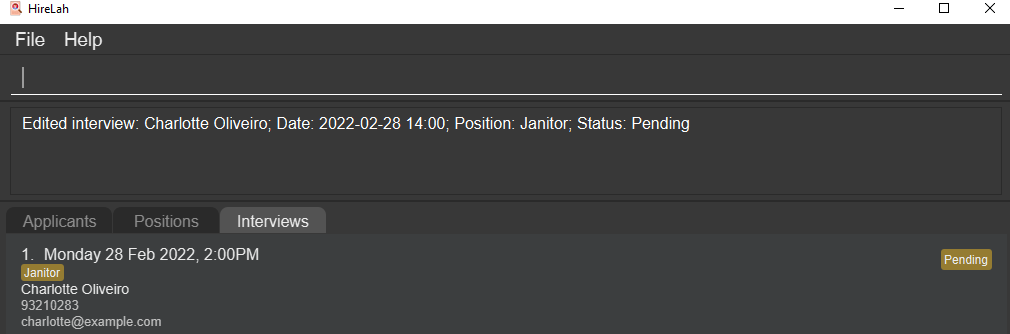 HireLah
File Help
Edited interview: Charlotte Oliveiro; Date: 2022-02-28 14:00; Position: Janitor; Status: Pending
Applicants Positions Interviews
1. Monday 28 Feb 2022, 2:00PM
Pending
Janitor
Charlotte Oliveiro
93210283
charlotte@example.com